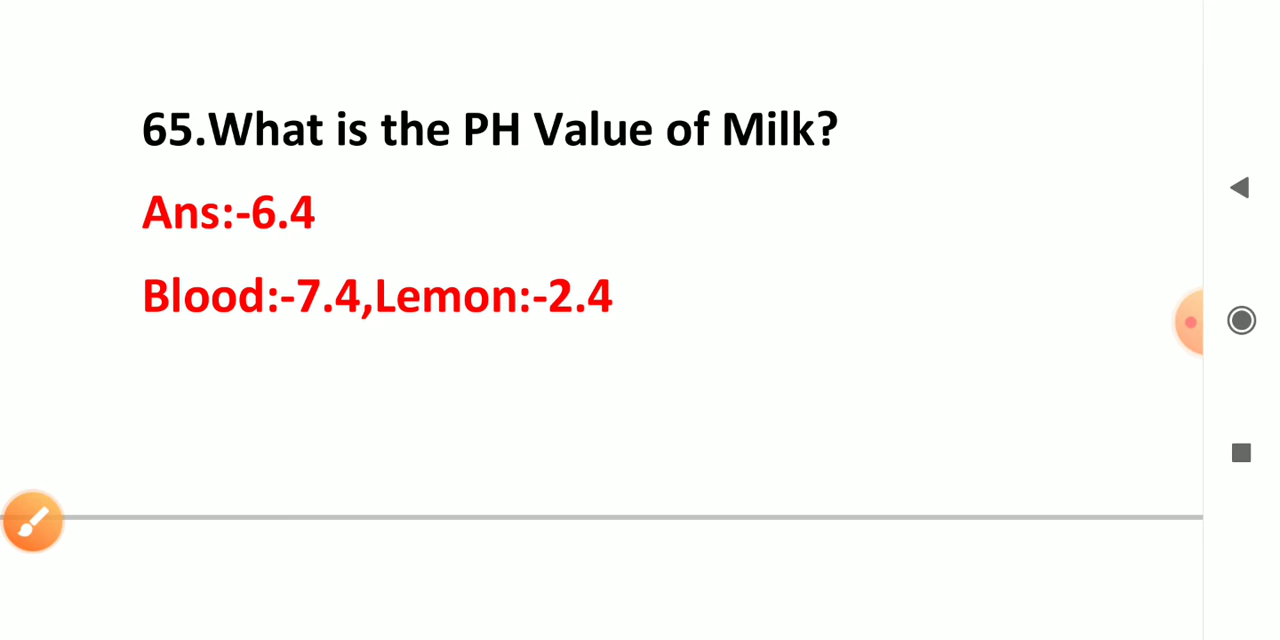 65.What is the PH Value of Milk?
Ans:-6.4
Blood:-7.4,Lemon:-2.4